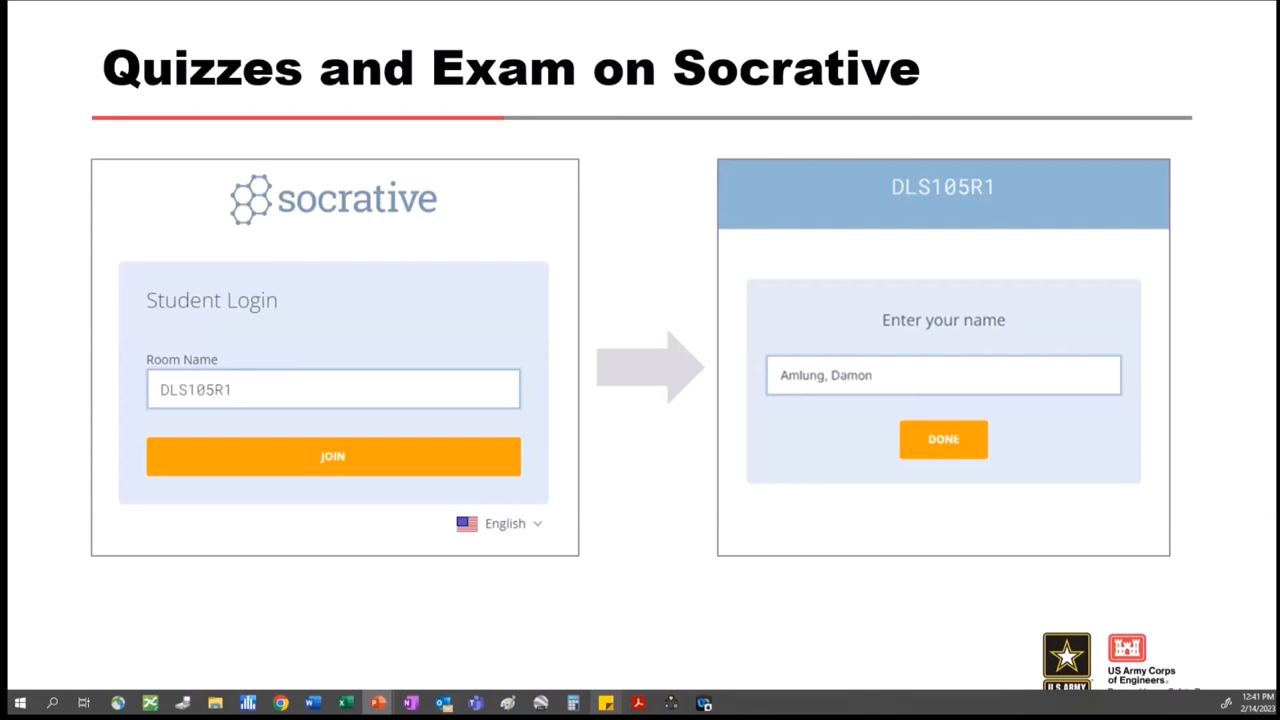 Quizzes and Exam on Socrative
socrative
Student Login
Room Name
DLS105R1
JOIN
English
DLS105R1
Enter your name
Amlung, Damon
DONE
U.S. ARMY
US Army Corps
of Engineers®
12:41 PM
2/14/2023